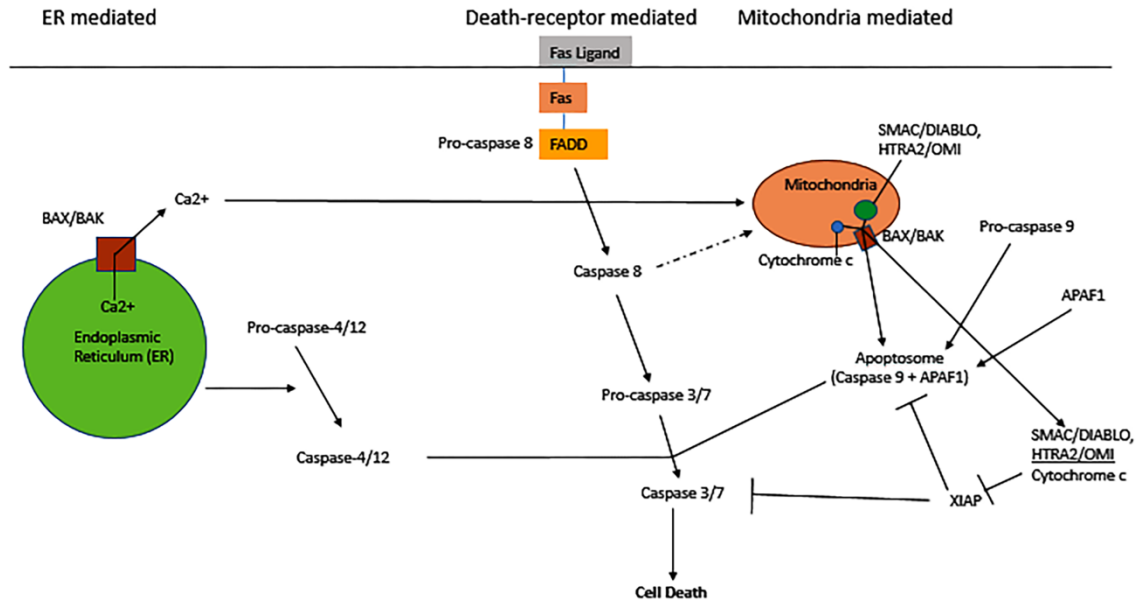 ER mediated
Death-receptor mediated
Mitochondria mediated
Fas Ligand
Fas
Pro-caspase 8
FADD
SMAC/DIABLO,
HTRA2/OMI
Mitochondria
Ca2+
BAX/BAK
BAX/BAK
Pro-caspase 9
Cytochrome c
Caspase 8
Ca2+
APAF1
Endoplasmic
Reticulum (ER)
Pro-caspase-4/12
Apoptosome
(Caspase 9 + APAF1)
Pro-caspase 3/7
SMAC/DIABLO,
HTRA2/OMI
Cytochrome c
Caspase-4/12
Caspase 3/7
XIAP
Cell Death